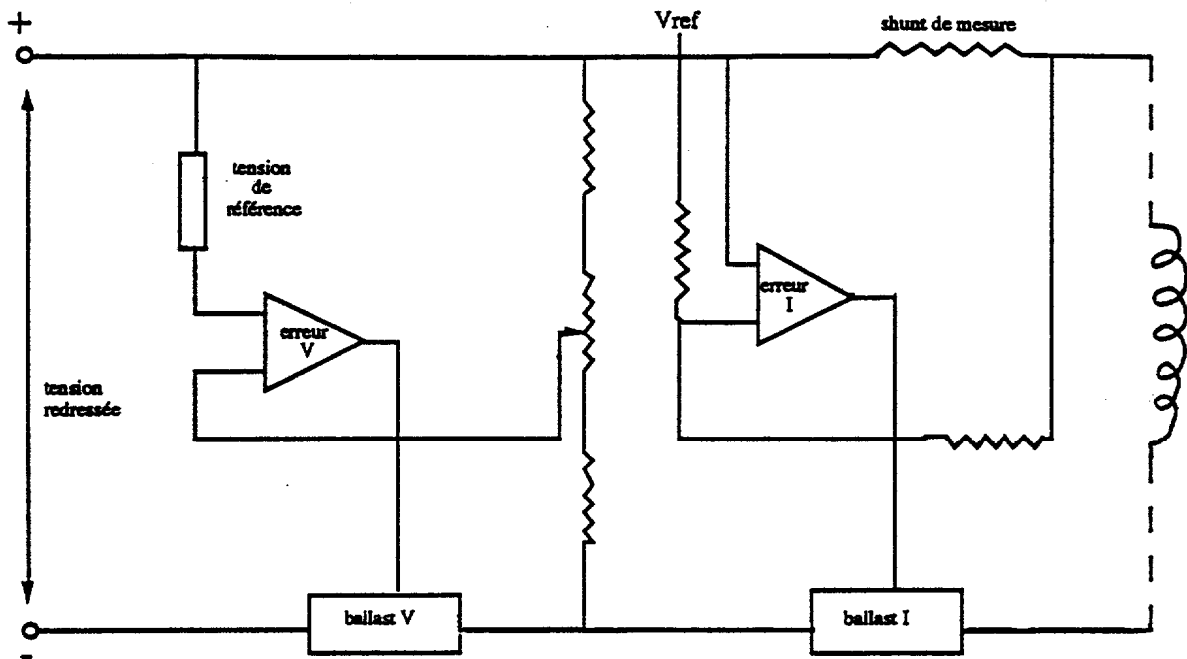 +
Vref
shunt de mesure
tension
de
référence
erreur
V
erreur
I
tension
redressée
ballast V
ballast I
-